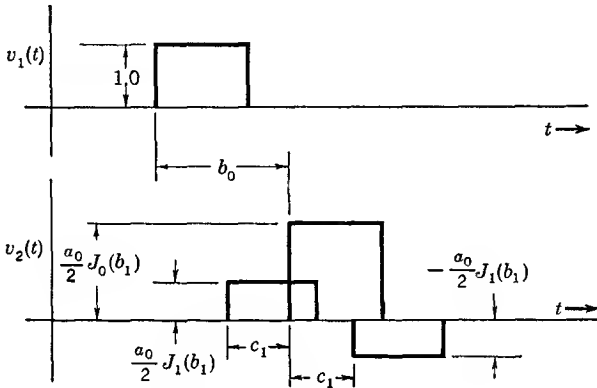 v₁(t)
1.0
t
b₀
v₂(t)
a₀/2 J₀(b₁)
− a₀/2 J₁(b₁)
t
c₁
a₀/2 J₁(b₁)
c₁